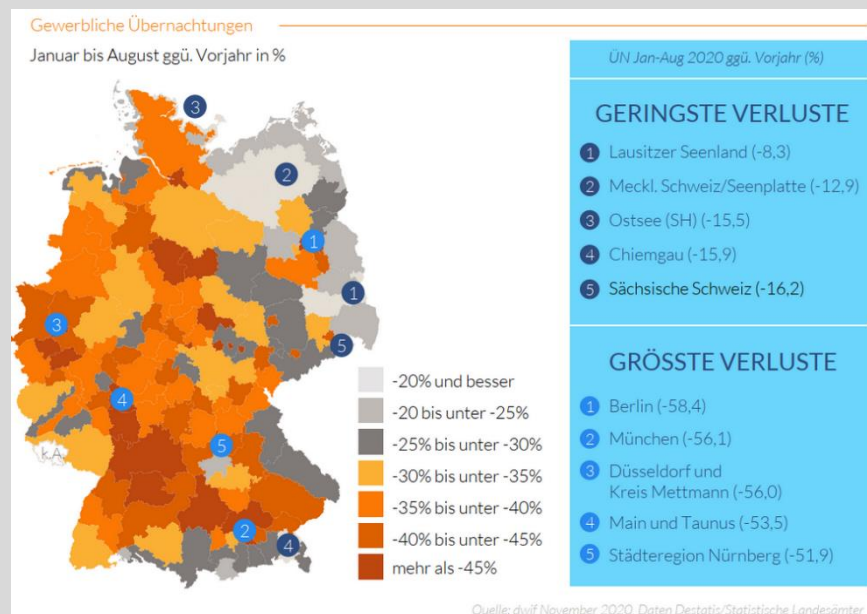 Gewerbliche Übernachtungen
Januar bis August ggü. Vorjahr in %
3
2
1
1
3
5
4
5
k.A.
2
4
-20% und besser
-20 bis unter -25%
-25% bis unter -30%
-30% bis unter -35%
-35% bis unter -40%
-40% bis unter -45%
mehr als -45%
ÜN Jan-Aug 2020 ggü. Vorjahr (%)
GERINGSTE VERLUSTE
1 Lausitzer Seenland (-8,3)
2 Meckl. Schweiz/Seenplatte (-12,9)
3 Ostsee (SH) (-15,5)
4 Chiemgau (-15,9)
5 Sächsische Schweiz (-16,2)
GRÖSSTE VERLUSTE
1 Berlin (-58,4)
2 München (-56,1)
3 Düsseldorf und
Kreis Mettmann (-56,0)
4 Main und Taunus (-53,5)
5 Städteregion Nürnberg (-51,9)
Quelle: dwif November 2020, Daten Destatis/Statistische Landesämter